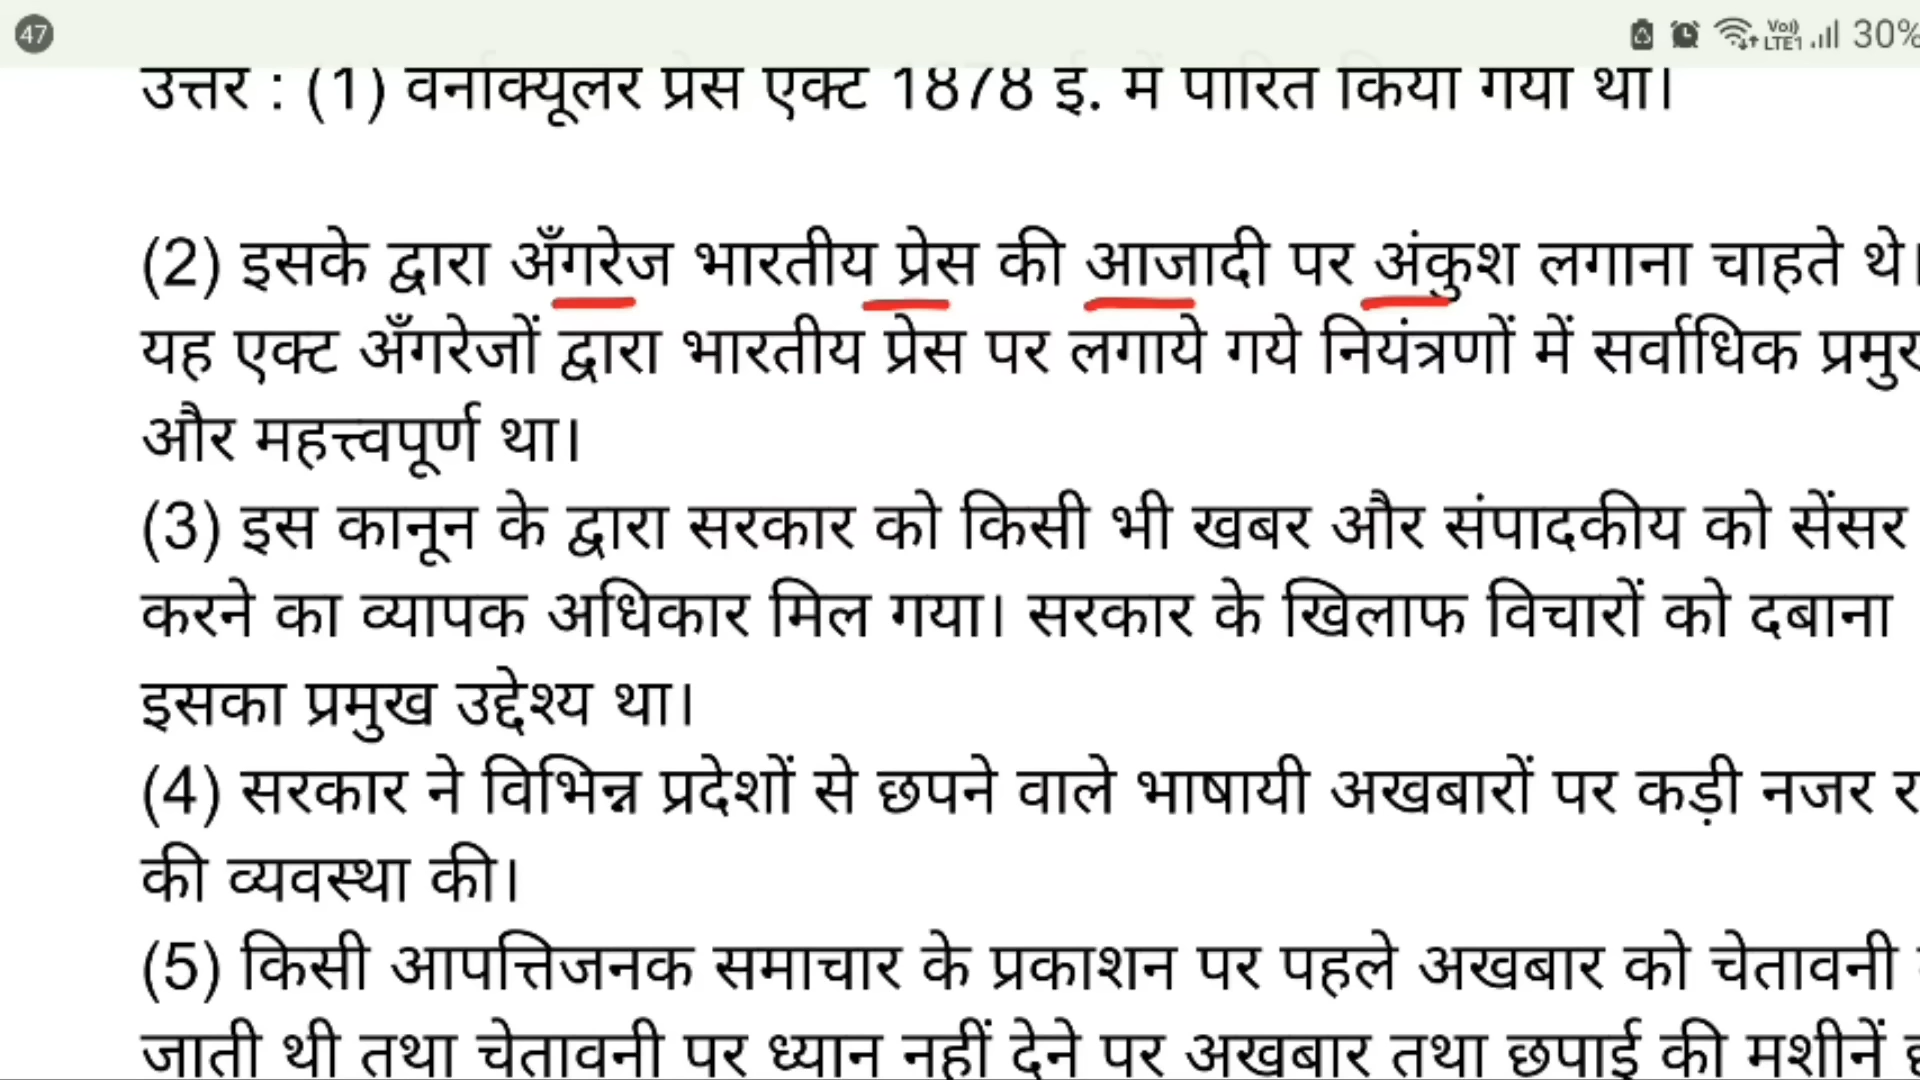 47
Vo)) LTE1 30%
उत्तर : (1) वर्नाक्यूलर प्रेस एक्ट 1878 ई. में पारित किया गया था।
(2) इसके द्वारा अँगरेज भारतीय प्रेस की आजादी पर अंकुश लगाना चाहते थे।
यह एक्ट अँगरेजों द्वारा भारतीय प्रेस पर लगाये गये नियंत्रणों में सर्वाधिक
और महत्त्वपूर्ण था।
(3) इस कानून के द्वारा सरकार को किसी भी खबर और संपादकीय को सेंसर
करने का व्यापक अधिकार मिल गया। सरकार के खिलाफ विचारों को दबाना
इसका प्रमुख उद्देश्य था।
(4) सरकार ने विभिन्न प्रदेशों से छपने वाले भाषायी अखबारों पर कड़ी नजर
की व्यवस्था की।
(5) किसी आपत्तिजनक समाचार के प्रकाशन पर पहले अखबार को चेतावनी
जाती थी तथा चेतावनी पर ध्यान नहीं देने पर अखबार तथा छपाई की मशीनें